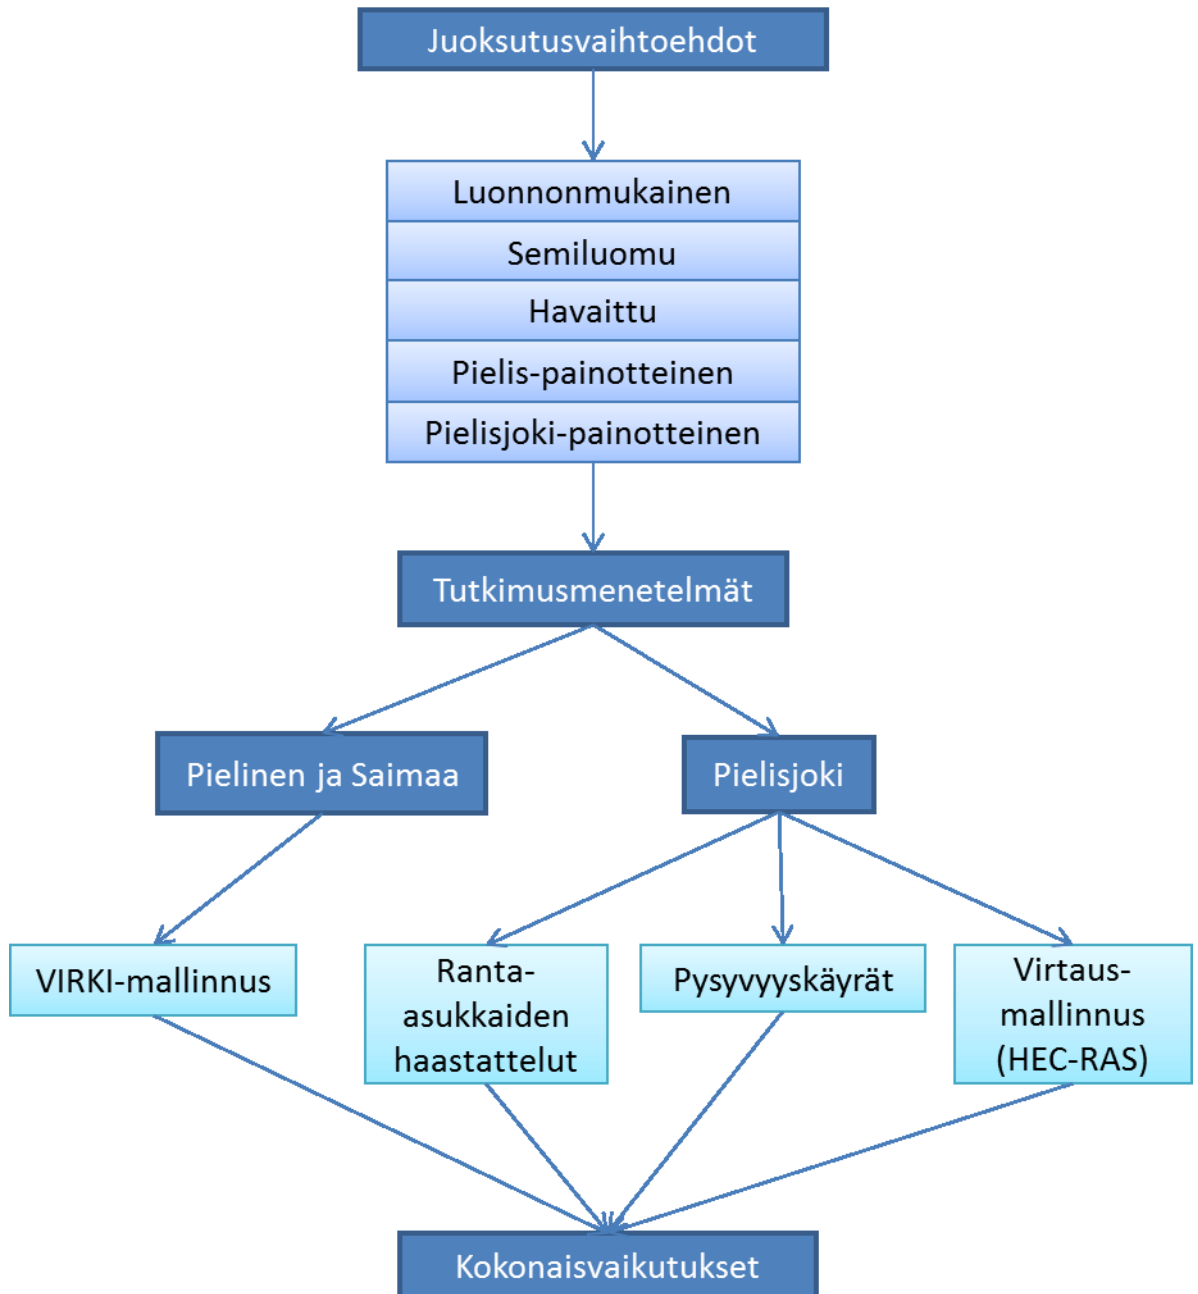 Juoksutusvaihtoehdot
Luonnonmukainen
Semiluomu
Havaittu
Pielis-painotteinen
Pielisjoki-painotteinen
Tutkimusmenetelmät
Pielinen ja Saimaa
Pielisjoki
VIRKI-mallinnus
Ranta-
asukkaiden
haastattelut
Pysyvyyskäyrät
Virtaus-
mallinnus
(HEC-RAS)
Kokonaisvaikutukset